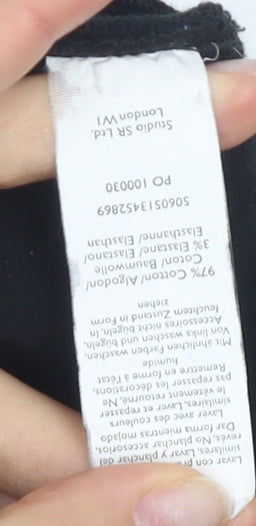 Lavar con
similares. Lavar y planchar del
revés. No planchar accesorios.
Dar forma mientras mojado
Laver avec des couleurs
similaires, Laver et repasser
le vêtement retourné, Ne
pas repasser les décorations,
Remettre en forme à l'état
humide
Mit ähnlichen Farben waschen,
Von links waschen und bügeln,
Accessoires nicht bügeln, In
feuchtem Zustand in Form
ziehen
97% Cotton/ Algodon/
Coton/ Baumwolle
3% Elastane/ Elastano/
Elasthanne/ Elasthan
5060513452869
PO 100030
Studio SR Ltd.
London W1